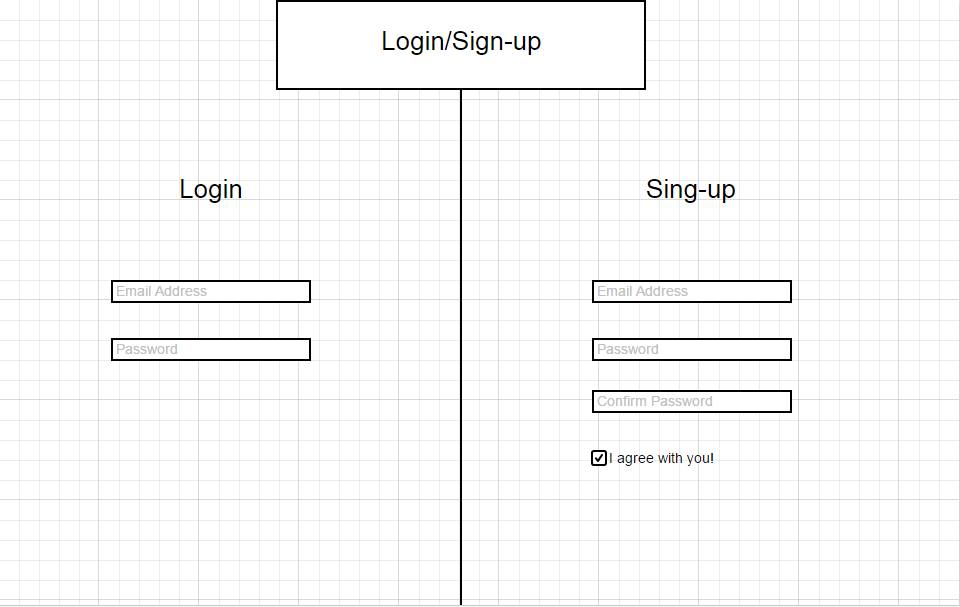 Login/Sign-up
Login
Email Address
Password
Sing-up
Email Address
Password
Confirm Password
I agree with you!